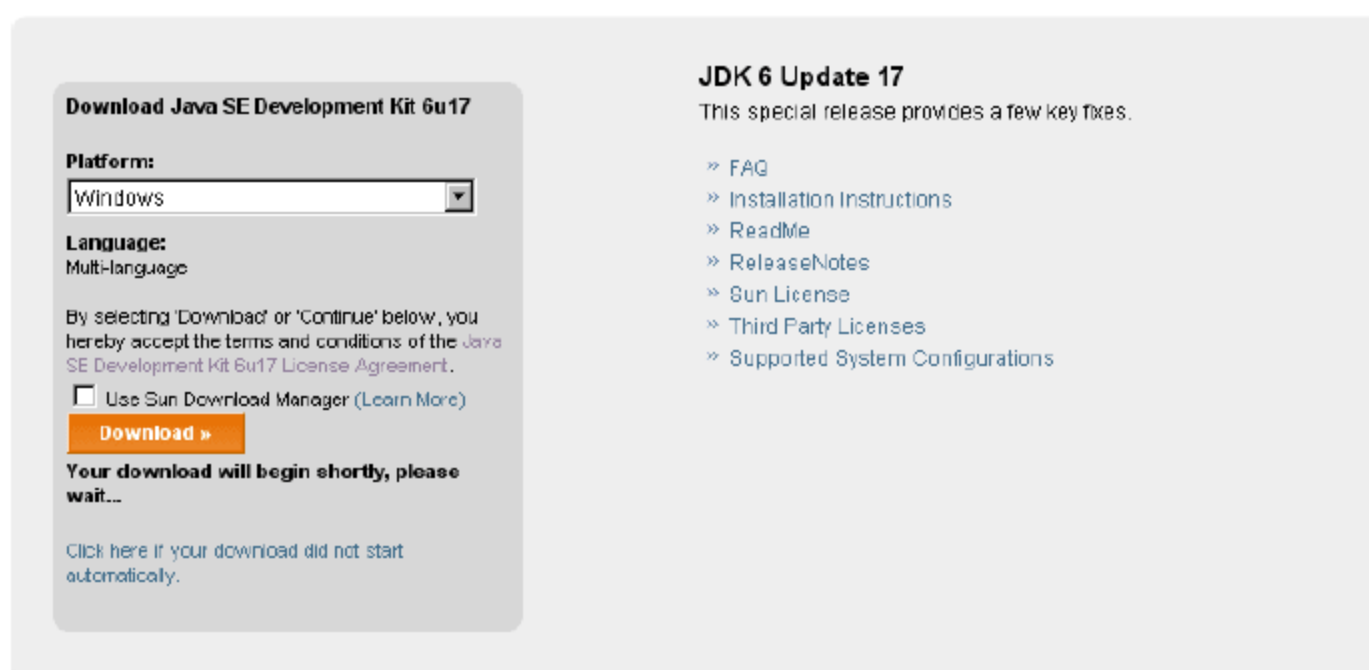 Download Java SE Development Kit 6u17
Platform:
Windows
Language:
Multi-language
By selecting 'Download' or 'Continue' below, you
hereby accept the terms and conditions of the Java
SE Development Kit 6u17 License Agreement.
Use Sun Download Manager (Learn More)
Download »
Your download will begin shortly, please
wait...
Click here if your download did not start
automatically.
JDK 6 Update 17
This special release provides a few key fixes.
» FAQ
» Installation Instructions
» ReadMe
» ReleaseNotes
» Sun License
» Third Party Licenses
» Supported System Configurations